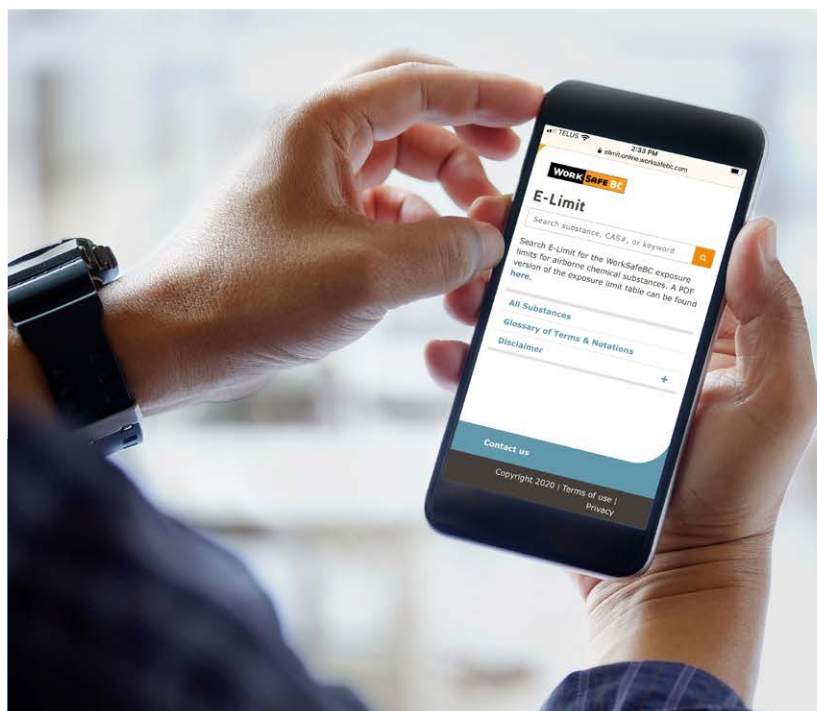 TELUS 2:33 PM
elimit.online.worksafebc.com
WORK SAFE BC
E-Limit
Search substance, CAS#, or keyword
Search E-Limit for the WorkSafeBC exposure
limits for airborne chemical substances. A PDF
version of the exposure limit table can be found
here.
All Substances
Glossary of Terms & Notations
Disclaimer +
Contact us
Copyright 2020 | Terms of use |
Privacy